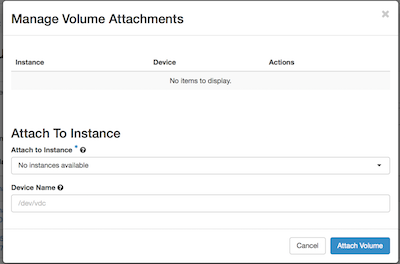 Manage Volume Attachments
×
Instance Device Actions
No items to display.
Attach To Instance
Attach to Instance *
No instances available
Device Name
/dev/vdc
Cancel Attach Volume